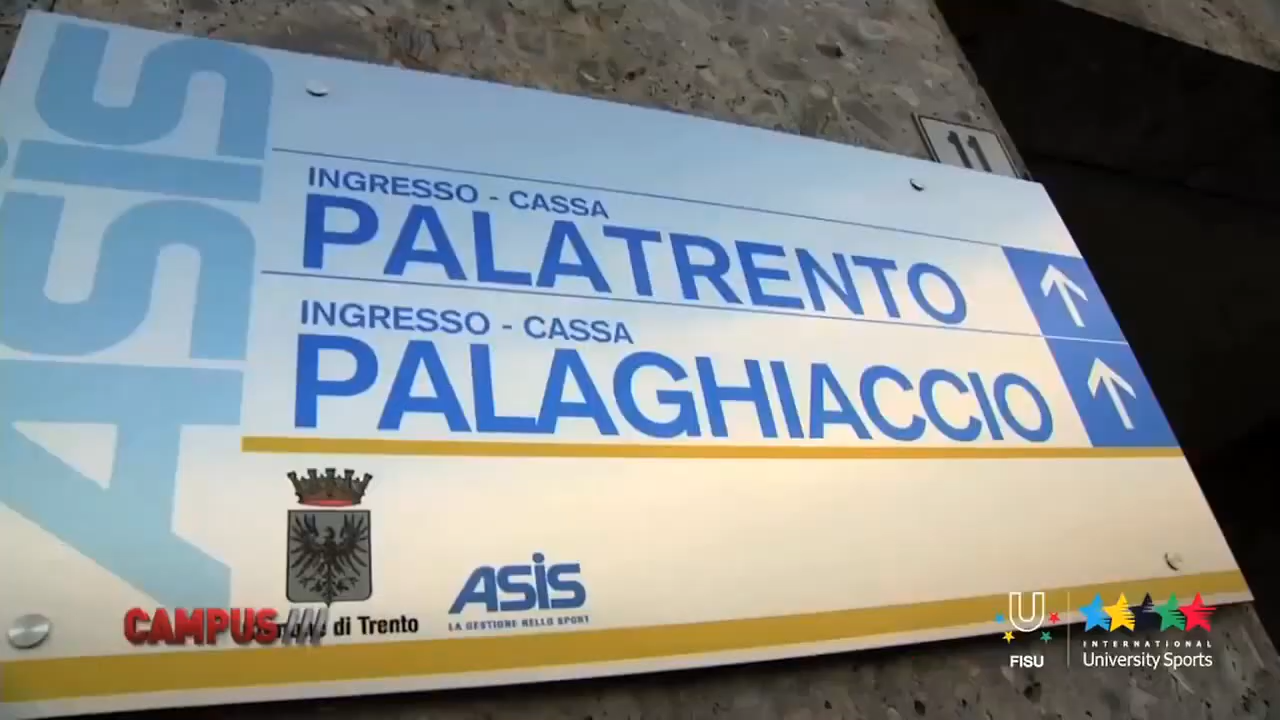 ASIS
11
INGRESSO - CASSA
PALATRENTO
INGRESSO - CASSA
PALAGHIACCIO
ASIS
LA GESTIONE NELLO SPORT
di Trento
CAMPUS///
FISU
INTERNATIONAL
University Sports